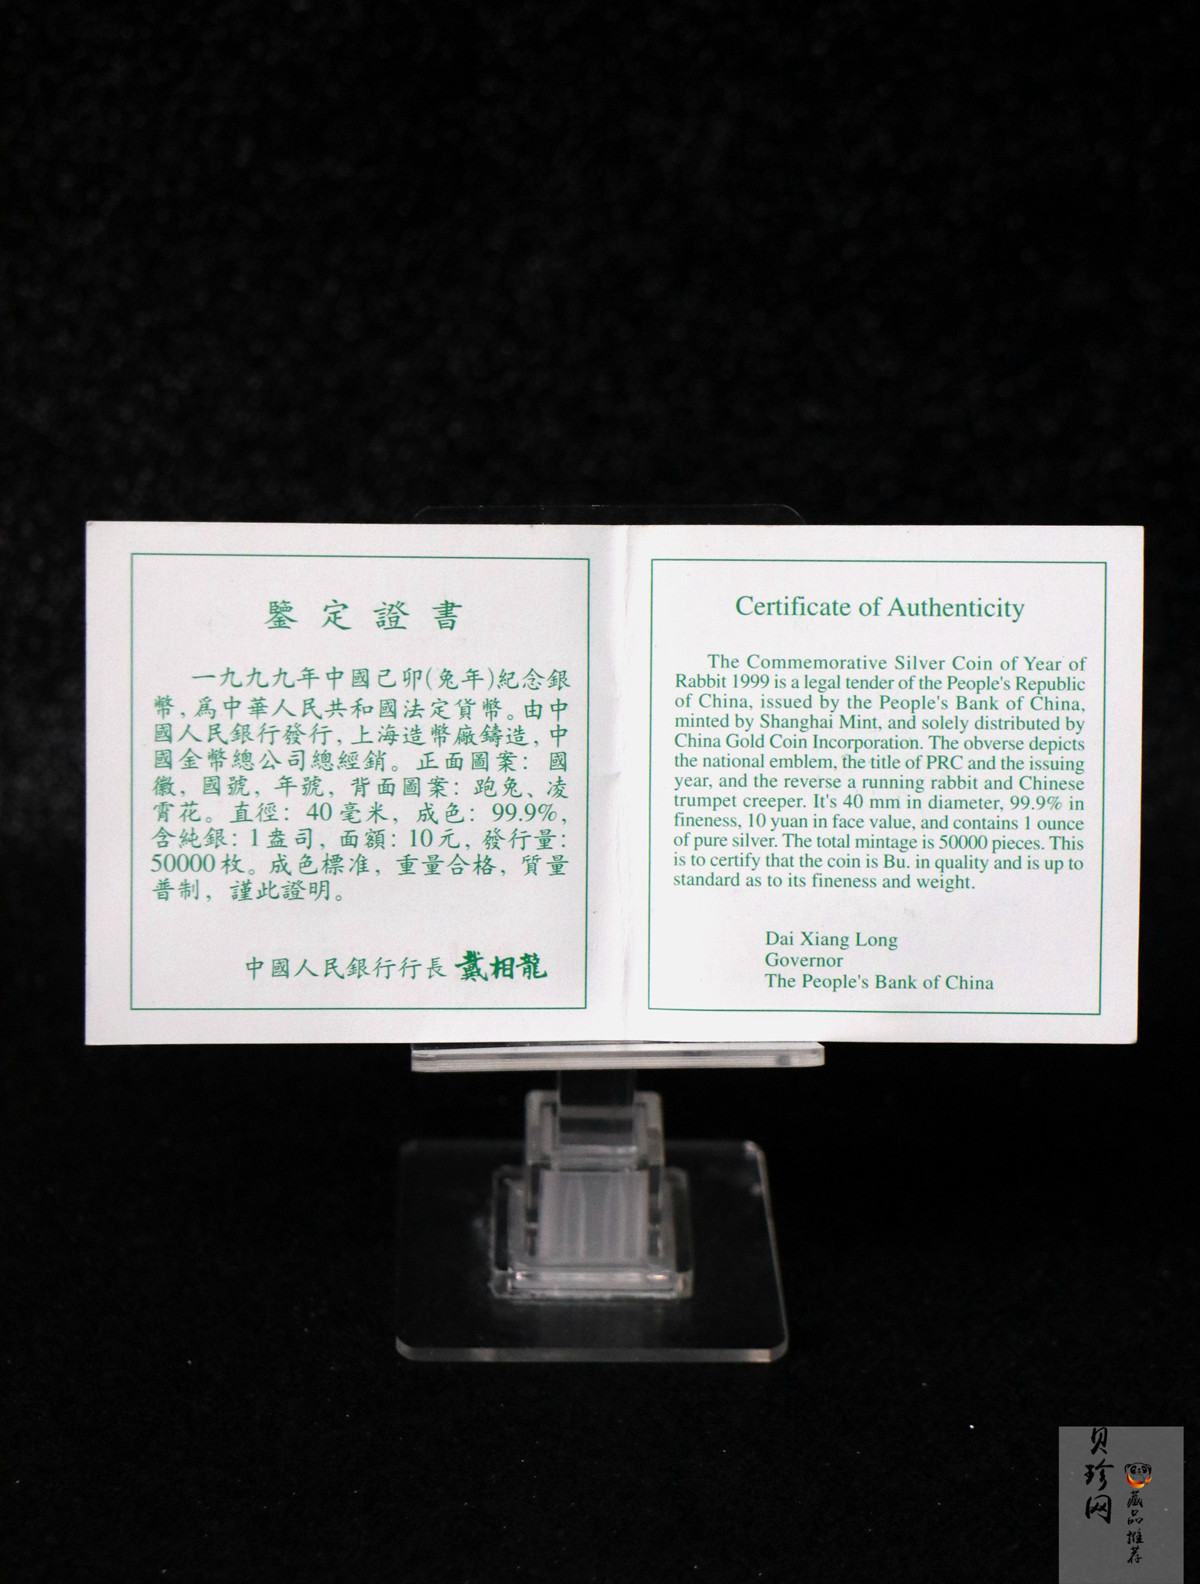 鑒定證書
一九九九年中國己卯(兔年)紀念銀
幣,爲中華人民共和國法定貨幣。由中
國人民銀行發行,上海造幣廠鑄造,中
國金幣總公司總經銷。正面圖案:國
徽,國號,年號,背面圖案:跑兔、凌
霄花。直徑:40毫米,成色:99.9%,
含純銀:1盎司,面額:10元,發行量:
50000枚。成色標准,重量合格,質量
普制,謹此證明。
中國人民銀行行長 戴相龍
Certificate of Authenticity
The Commemorative Silver Coin of Year of
Rabbit 1999 is a legal tender of the People's Republic
of China, issued by the People's Bank of China,
minted by Shanghai Mint, and solely distributed by
China Gold Coin Incorporation. The obverse depicts
the national emblem, the title of PRC and the issuing
year, and the reverse a running rabbit and Chinese
trumpet creeper. It's 40 mm in diameter, 99.9% in
fineness, 10 yuan in face value, and contains 1 ounce
of pure silver. The total mintage is 50000 pieces. This
is to certify that the coin is Bu. in quality and is up to
standard as to its fineness and weight.
Dai Xiang Long
Governor
The People's Bank of China
贝珍网
藏品推荐